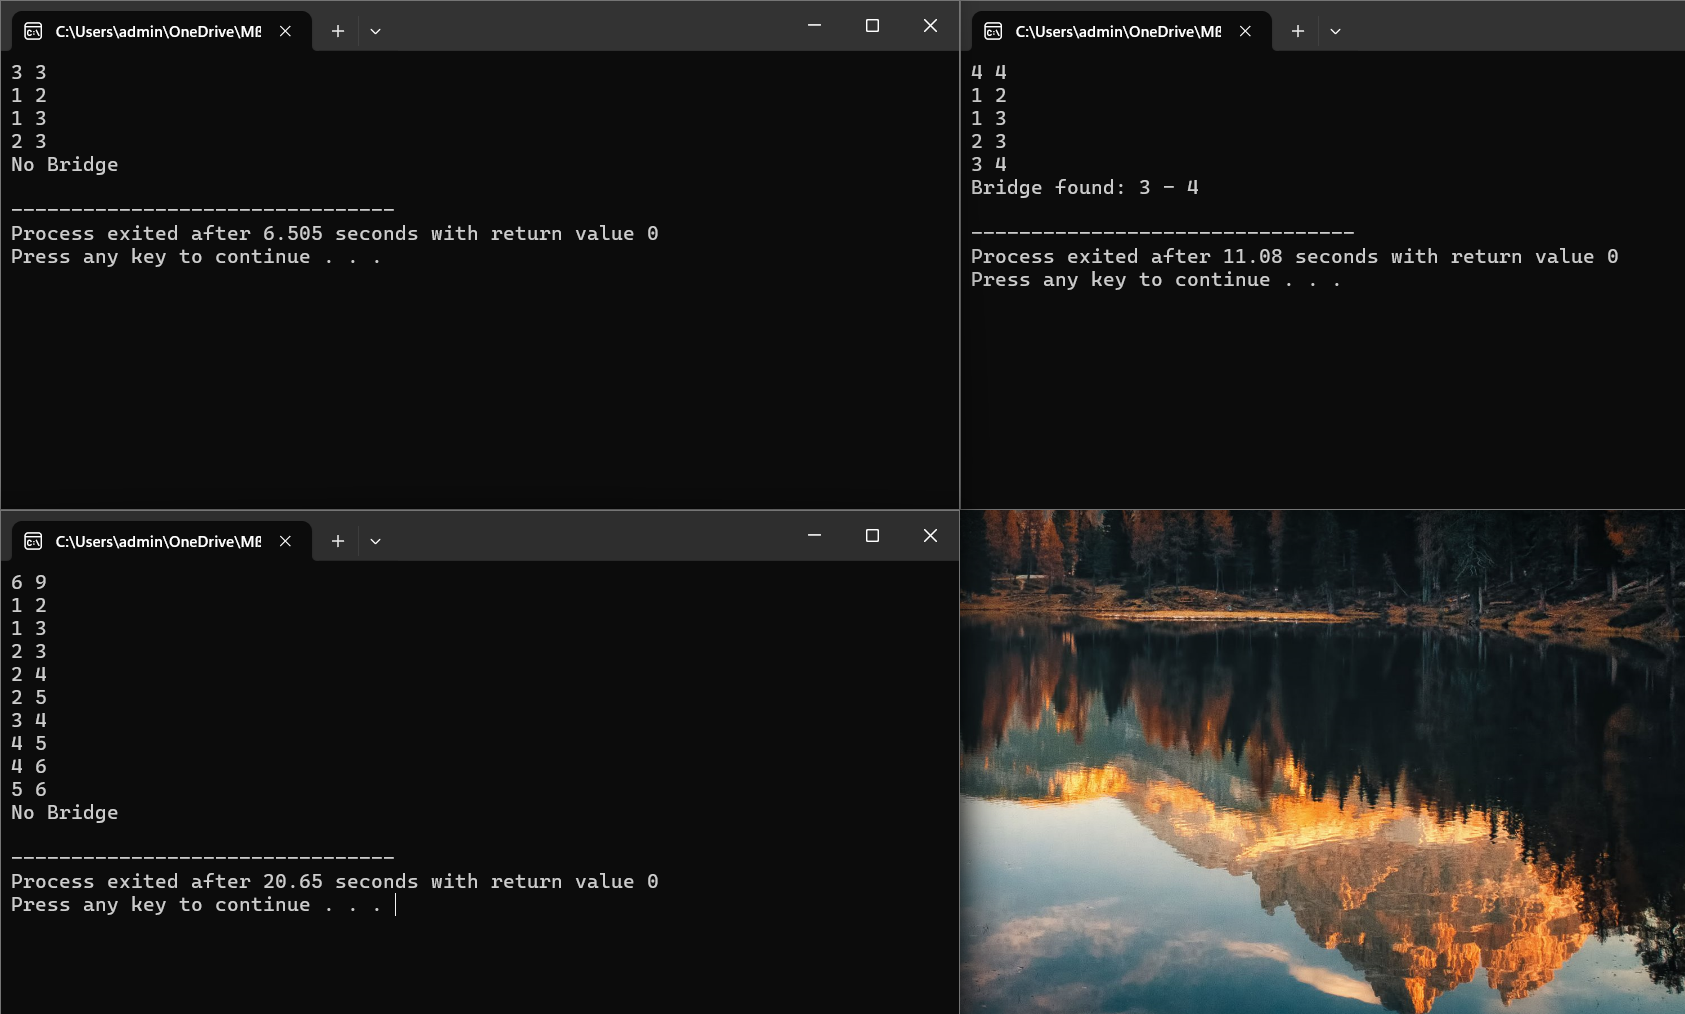 C:\Users\admin\OneDrive\Mß
3 3
1 2
1 3
2 3
No Bridge
--------------------------------
Process exited after 6.505 seconds with return value 0
Press any key to continue . . .
C:\Users\admin\OneDrive\Mß
4 4
1 2
1 3
2 3
3 4
Bridge found: 3 - 4
--------------------------------
Process exited after 11.08 seconds with return value 0
Press any key to continue . . .
C:\Users\admin\OneDrive\Mß
6 9
1 2
1 3
2 3
2 4
2 5
3 4
4 5
4 6
5 6
No Bridge
--------------------------------
Process exited after 20.65 seconds with return value 0
Press any key to continue . . .